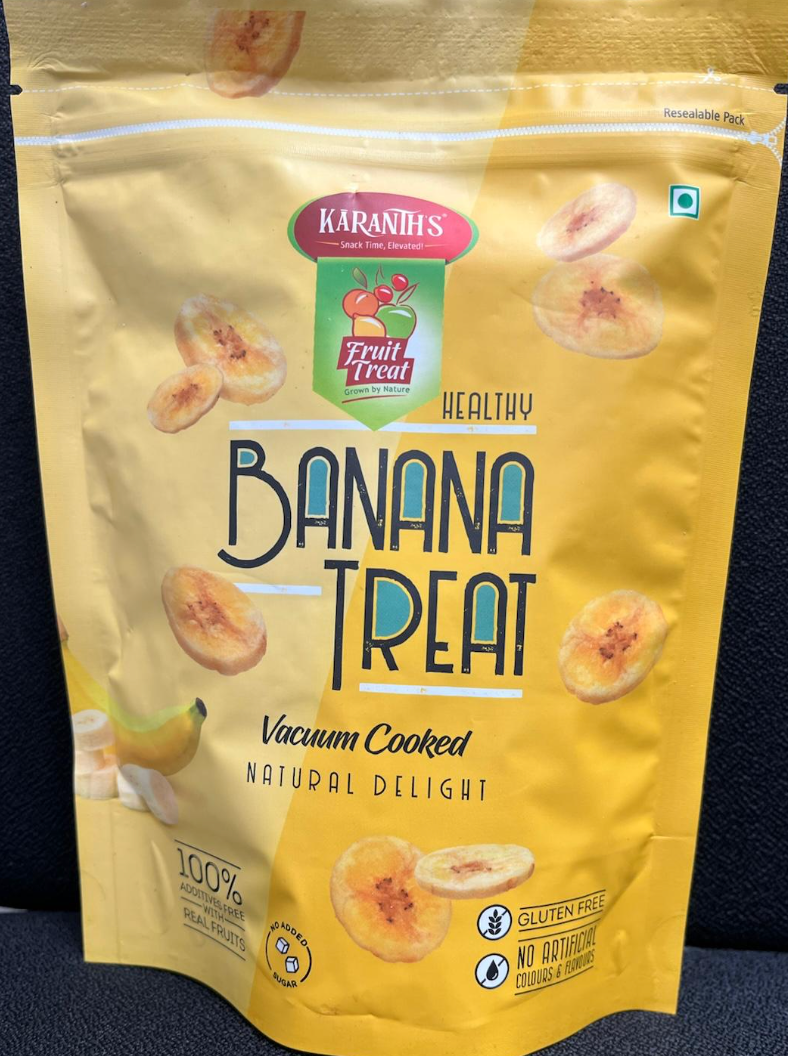 Resealable Pack
KARANTH'S®
Snack Time, Elevated!
Fruit
Treat
Grown by Nature
HEALTHY
BANANA
TREAT
Vacuum Cooked
NATURAL DELIGHT
100%
ADDITIVES FREE
WITH
REAL FRUITS
NO ADDED
SUGAR
GLUTEN FREE
NO ARTIFICIAL
COLOURS & FLAVOURS